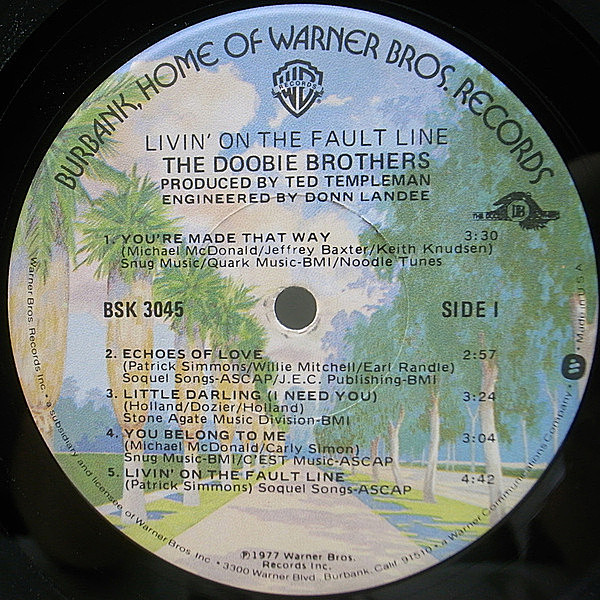 BURBANK, HOME OF WARNER BROS. RECORDS
WB
RECORDS
LIVIN' ON THE FAULT LINE
THE DOOBIE BROTHERS
PRODUCED BY TED TEMPLEMAN
ENGINEERED BY DONN LANDEE
THE DOO DB
1. YOU'RE MADE THAT WAY 3:30
(Michael McDonald/Jeffrey Baxter/Keith Knudsen)
Snug Music/Quark Music-BMI/Noodle Tunes
BSK 3045 SIDE I
2. ECHOES OF LOVE 2:57
(Patrick Simmons/Willie Mitchell/Earl Randle)
Soquel Songs-ASCAP/J.E.C. Publishing-BMI
3. LITTLE DARLING (I NEED YOU) 3:24
(Holland/Dozier/Holland)
Stone Agate Music Division-BMI
4. YOU BELONG TO ME 3:04
(Michael McDonald/Carly Simon)
Snug Music-BMI/C'EST Music-ASCAP
5. LIVIN' ON THE FAULT LINE 4:42
(Patrick Simmons) Soquel Songs-ASCAP
℗1977 Warner Bros.
Records Inc.
Warner Bros. Records Inc. • a subsidiary and licensee of Warner Bros. Inc. • 3300 Warner Blvd., Burbank, Calif. 91510 • a Warner Communications Company • Made in U.S.A.